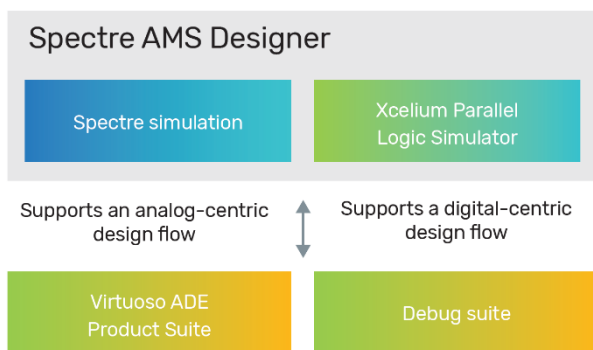 Spectre AMS Designer
Spectre simulation
Xcelium Parallel
Logic Simulator
Supports an analog-centric
design flow
Supports a digital-centric
design flow
Virtuoso ADE
Product Suite
Debug suite